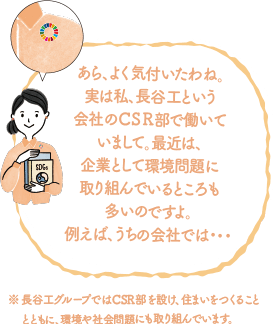 あら、よく気付いたわね。
実は私、長谷工という
会社のCSR部で働いて
いまして。最近は、
企業として環境問題に
取り組んでいるところも
多いのですよ。
例えば、うちの会社では・・・
SDGs
※ 長谷工グループではCSR部を設け、住まいをつくること
とともに、環境や社会問題にも取り組んでいます。